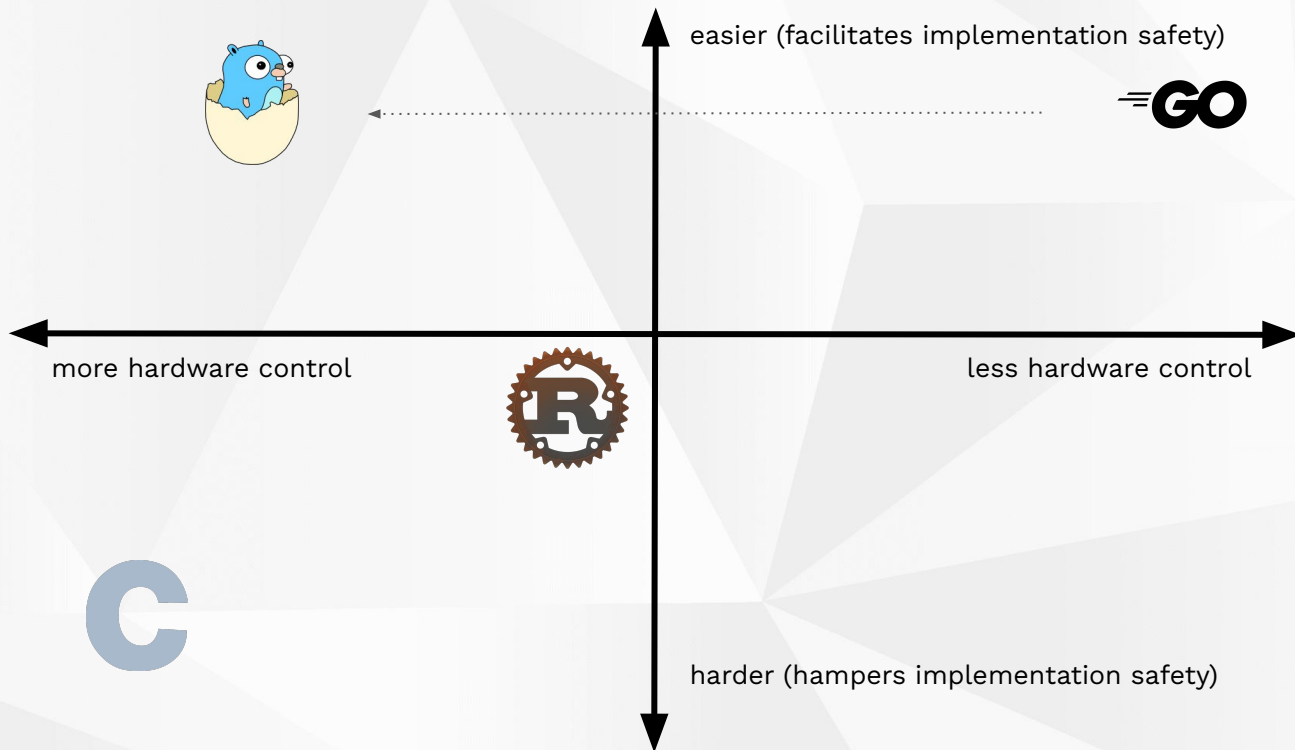 easier (facilitates implementation safety)
GO
more hardware control
less hardware control
R
C
harder (hampers implementation safety)